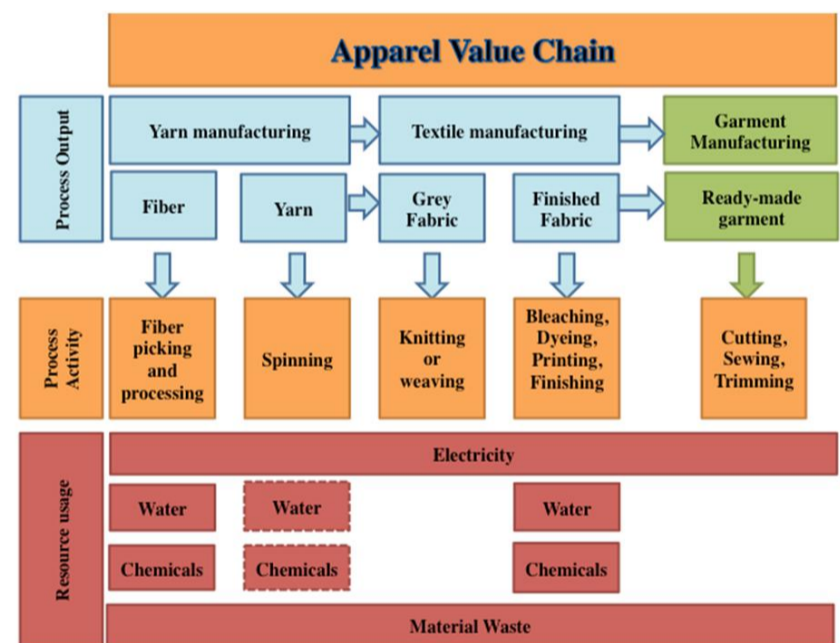 Apparel Value Chain
Process Output
Yarn manufacturing
Textile manufacturing
Garment
Manufacturing
Fiber
Yarn
Grey
Fabric
Finished
Fabric
Ready-made
garment
Process
Activity
Fiber
picking
and
processing
Spinning
Knitting
or
weaving
Bleaching,
Dyeing,
Printing,
Finishing
Cutting,
Sewing,
Trimming
Resource usage
Electricity
Water
Water
Water
Chemicals
Chemicals
Chemicals
Material Waste